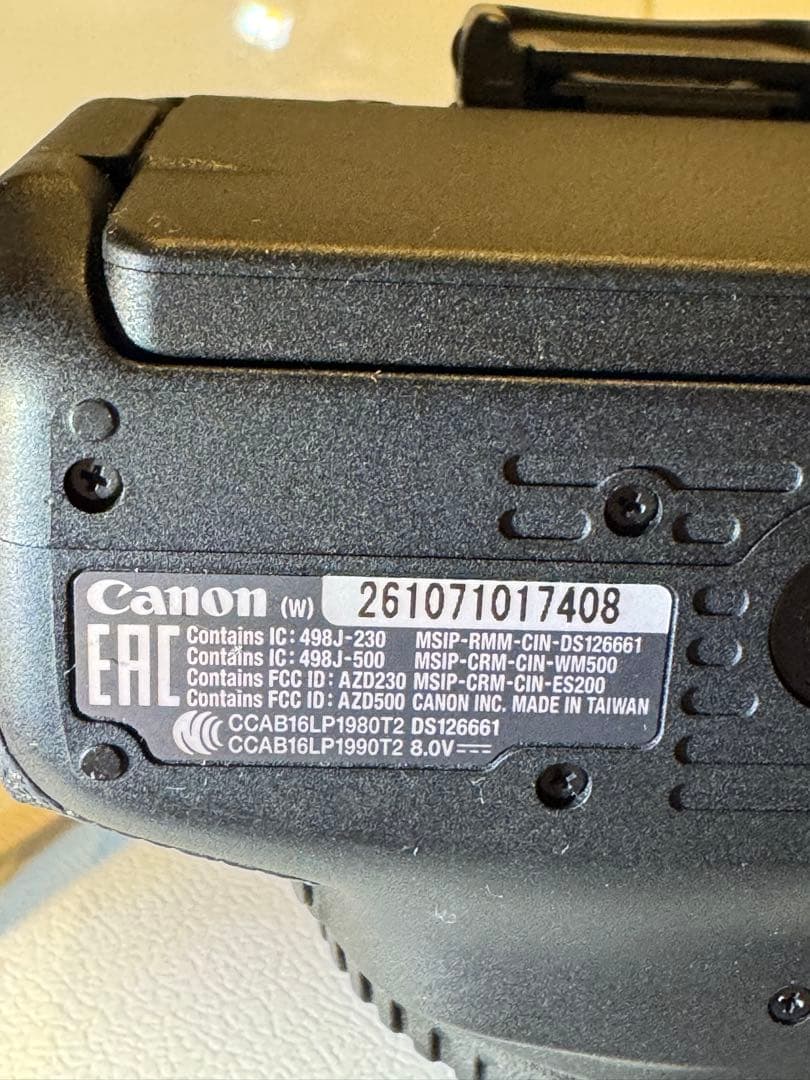 Canon (W) 261071017408
EAC Contains IC: 498J-230 MSIP-RMM-CIN-DS126661
Contains IC: 498J-500 MSIP-CRM-CIN-WM500
Contains FCC ID: AZD230 MSIP-CRM-CIN-ES200
Contains FCC ID: AZD500 CANON INC. MADE IN TAIWAN
CCC CCAB16LP1980T2 DS126661
CCAB16LP1990T2 8.0V⎓